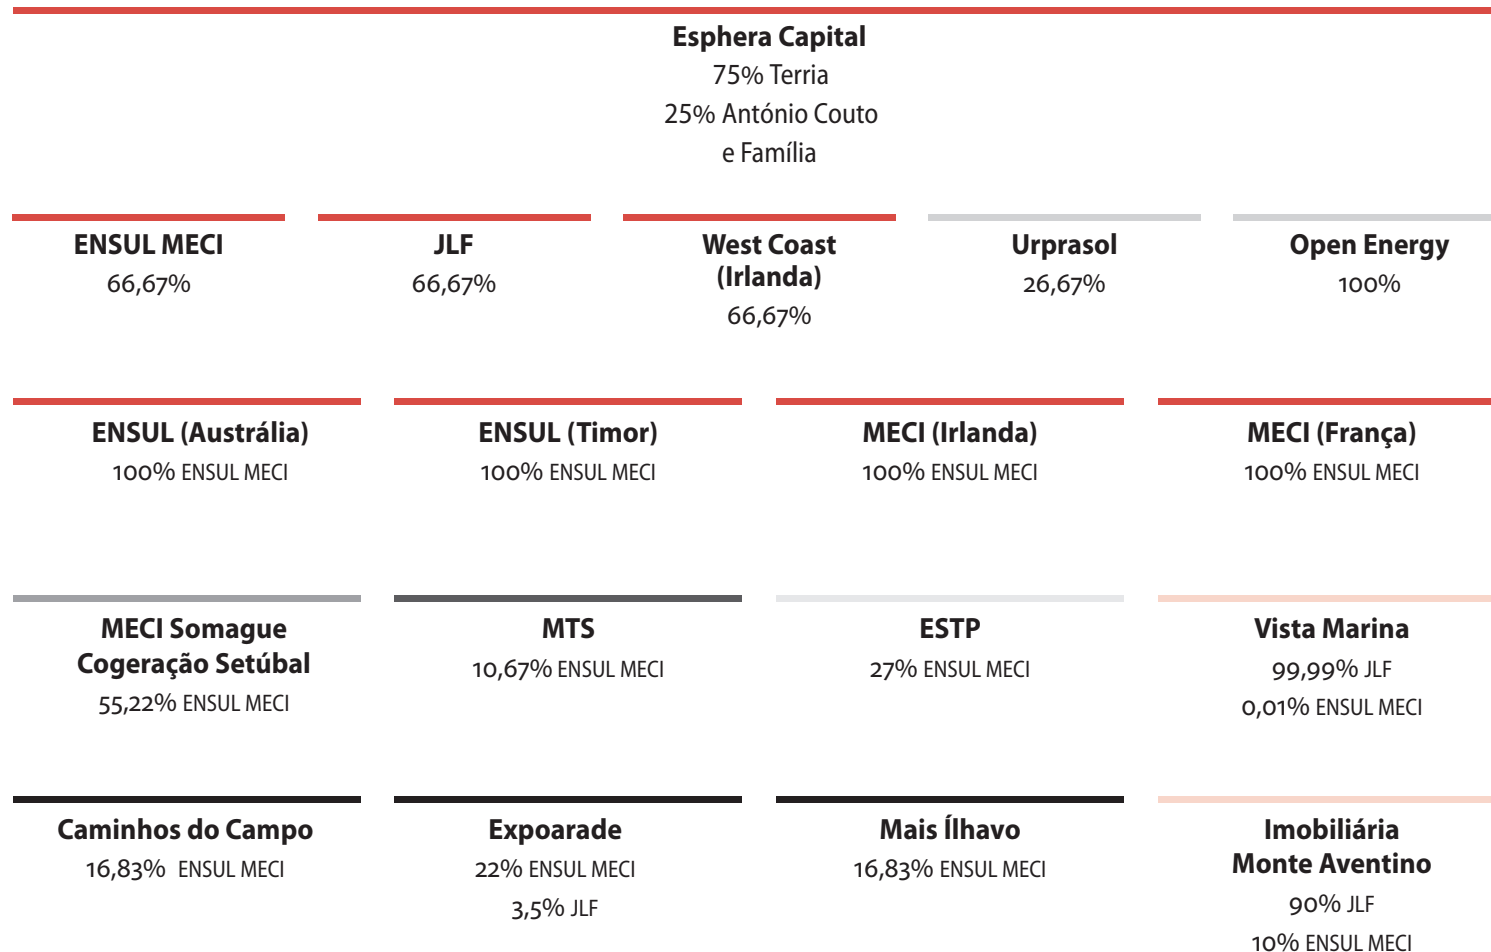 Esphera Capital
75% Terria
25% António Couto
e Família
ENSUL MECI
66,67%
JLF
66,67%
West Coast
(Irlanda)
66,67%
Urprasol
26,67%
Open Energy
100%
ENSUL (Austrália)
100% ENSUL MECI
ENSUL (Timor)
100% ENSUL MECI
MECI (Irlanda)
100% ENSUL MECI
MECI (França)
100% ENSUL MECI
MECI Somague
Cogeração Setúbal
55,22% ENSUL MECI
MTS
10,67% ENSUL MECI
ESTP
27% ENSUL MECI
Vista Marina
99,99% JLF
0,01% ENSUL MECI
Caminhos do Campo
16,83% ENSUL MECI
Expoarade
22% ENSUL MECI
3,5% JLF
Mais Ílhavo
16,83% ENSUL MECI
Imobiliária
Monte Aventino
90% JLF
10% ENSUL MECI